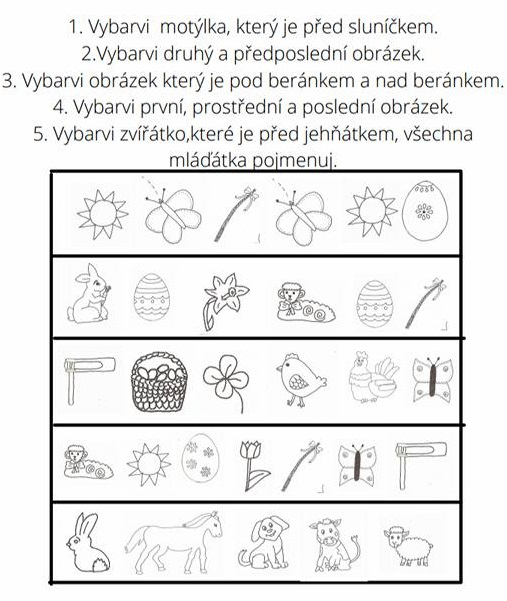 1. Vybarvi motýlka, který je před sluníčkem.
2.Vybarvi druhý a předposlední obrázek.
3. Vybarvi obrázek který je pod beránkem a nad beránkem.
4. Vybarvi první, prostřední a poslední obrázek.
5. Vybarvi zvířátko,které je před jehňátkem, všechna
mláďátka pojmenuj.